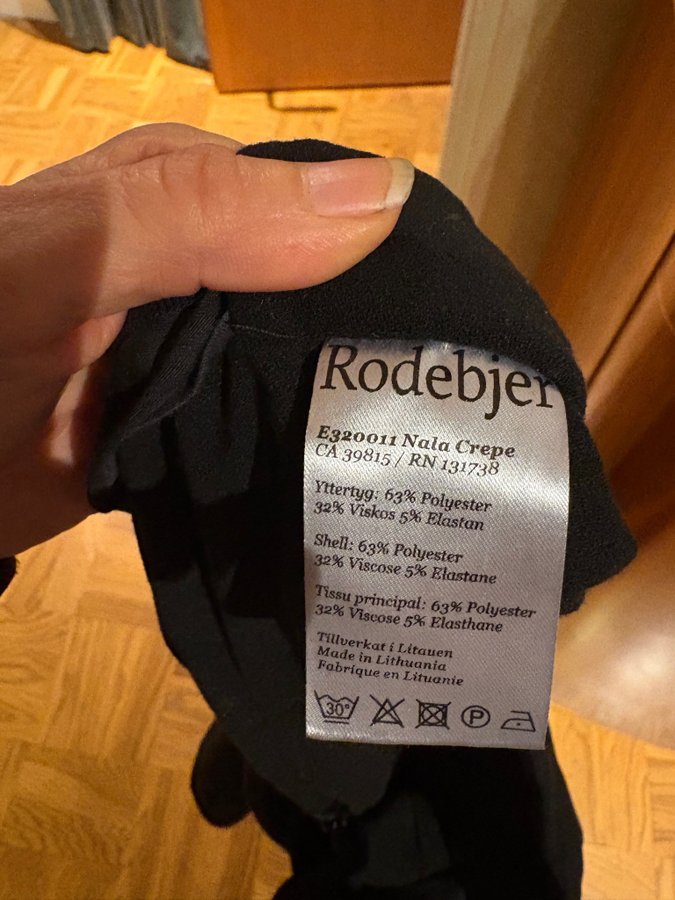 Rodebjer
E320011 Nala Crepe
CA 39815 / RN 131738
Yttertyg: 63% Polyester
32% Viskos 5% Elastan
Shell: 63% Polyester
32% Viscose 5% Elastane
Tissu principal: 63% Polyester
32% Viscose 5% Elasthane
Tillverkat i Litauen
Made in Lithuania
Fabrique en Lituanie
30° P